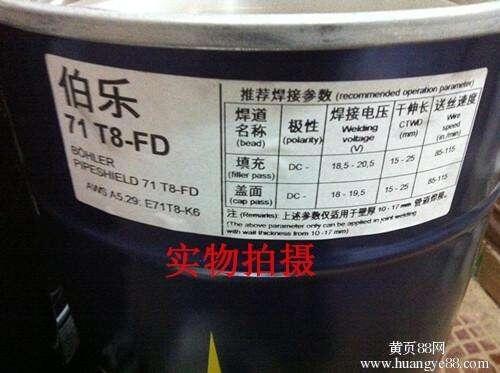 伯乐
71 T8-FD
BÖHLER
PIPESHIELD 71 T8-FD
AWS A5.29: E71T8-K6
推荐焊接参数 (recommended operation parameter)
焊道名称 (bead) 极性 (polarity) 焊接电压 Welding voltage (V) 干伸长 CTWD (mm) 送丝速度 Wire speed (in./min)
填充 (filler pass) DC - 18,5 - 20,5 15 - 25 85-115
盖面 (cap pass) DC - 18 - 19,5 15 - 25 85-115
注 (Remarks): 上述参数仅适用于壁厚 10 - 17 mm 管道焊接。
(The above parameter only can be applied in joint welding
with wall thickness from 10 - 17 mm)
实物拍摄
黄页88网
www.huangye88.com